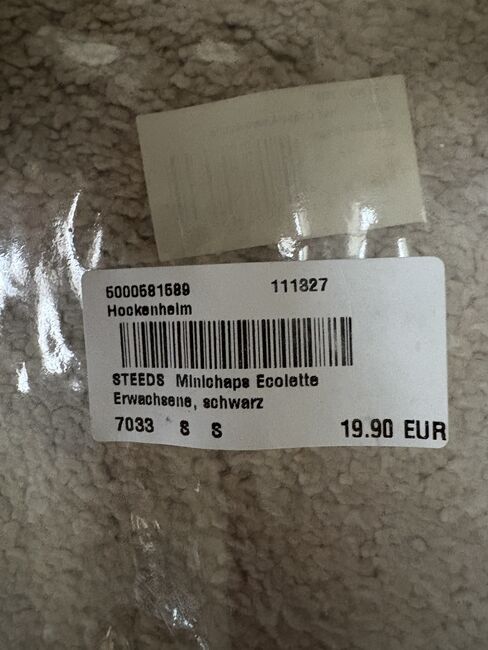 5000581589 111327
Hockenheim
STEEDS Minichaps Ecolette
Erwachsene, schwarz
7033 S S 19.90 EUR